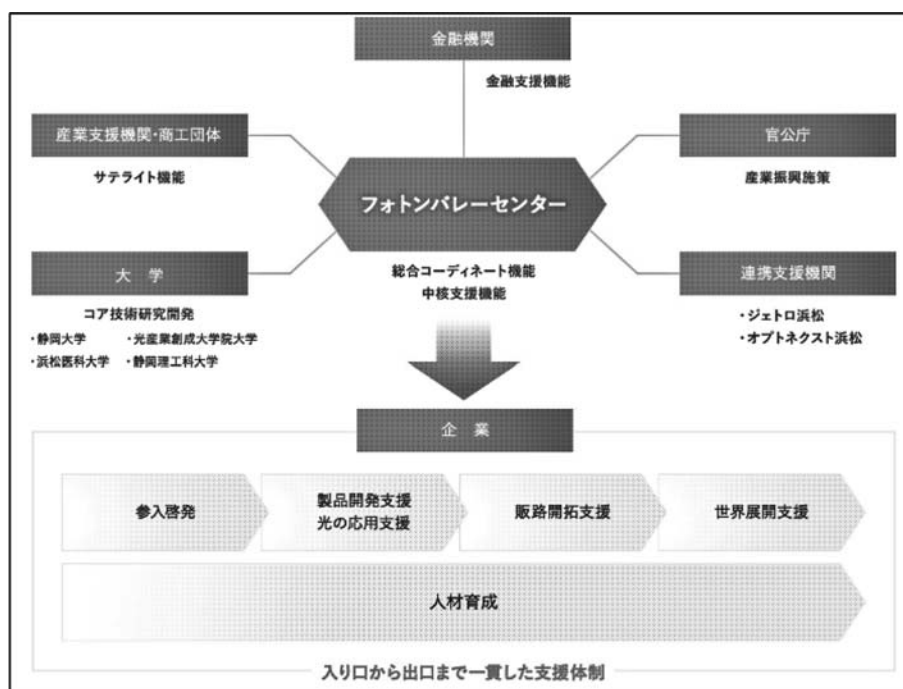 金融機関
金融支援機能
産業支援機関・商工団体
サテライト機能
官公庁
産業振興施策
フォトンバレーセンター
総合コーディネート機能
中核支援機能
大 学
コア技術研究開発
・静岡大学 ・光産業創成大学院大学
・浜松医科大学 ・静岡理工科大学
連携支援機関
・ジェトロ浜松
・オプトネクスト浜松
企 業
参入啓発
製品開発支援
光の応用支援
販路開拓支援
世界展開支援
人材育成
入り口から出口まで一貫した支援体制